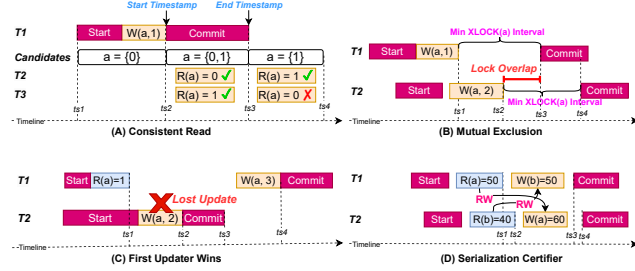 Start Timestamp
End Timestamp
T1
Start
W(a,1)
Commit
Candidates
a = {0}
a = {0,1}
a = {1}
T2
R(a) = 0
R(a) = 1
T3
R(a) = 1
R(a) = 0
ts1
ts2
ts3
ts4
Timeline
(A) Consistent Read
Min XLOCK(a) Interval
T1
Start
W(a,1)
Commit
Lock Overlap
T2
Start
W(a, 2)
Commit
Min XLOCK(a) Interval
ts1
ts2
ts3
ts4
Timeline
(B) Mutual Exclusion
T1
Start
R(a)=1
W(a, 3)
Commit
Lost Update
T2
Start
W(a, 2)
Commit
ts1
ts2
ts3
ts4
Timeline
(C) First Updater Wins
T1
Start
R(a)=50
W(b)=0
Commit
RW
RW
T2
Start
R(b)=40
W(a)=60
Commit
ts1
ts2
ts3
ts4
Timeline
(D) Serialization Certifier